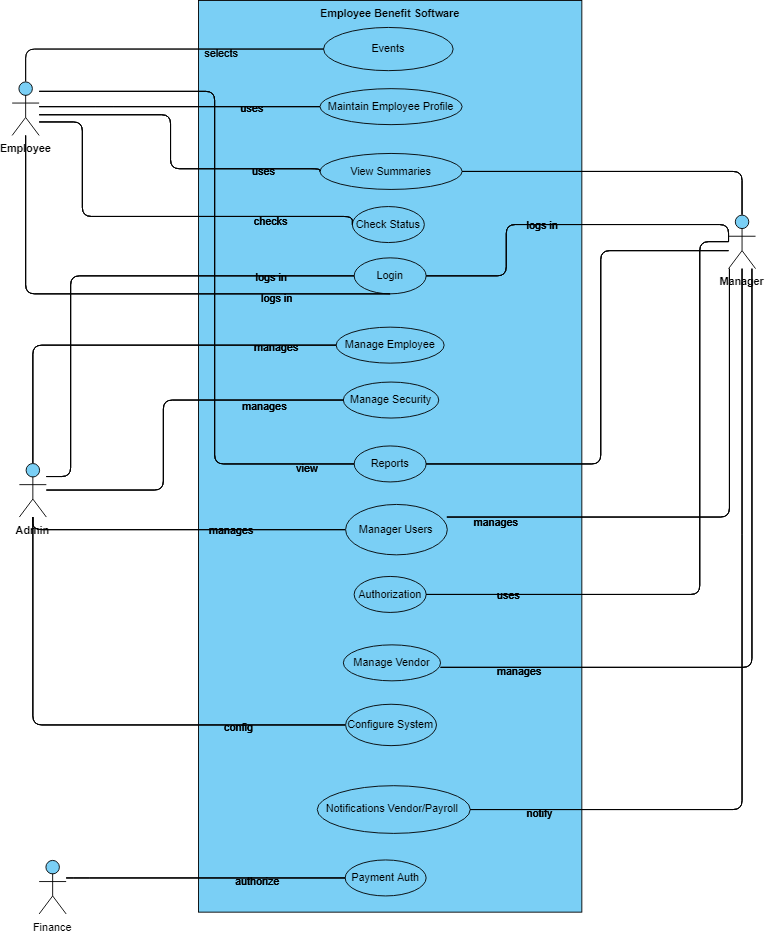 Employee Benefit Software
Events
selects
Maintain Employee Profile
uses
Employee
View Summaries
uses
checks
Check Status
logs in
Login
logs in
logs in
Manager
Manage Employee
manages
Manage Security
manages
Reports
view
Admin
manages
Manager Users
manages
Authorization
uses
Manage Vendor
manages
Configure System
config
Notifications Vendor/Payroll
notify
Payment Auth
authorize
Finance